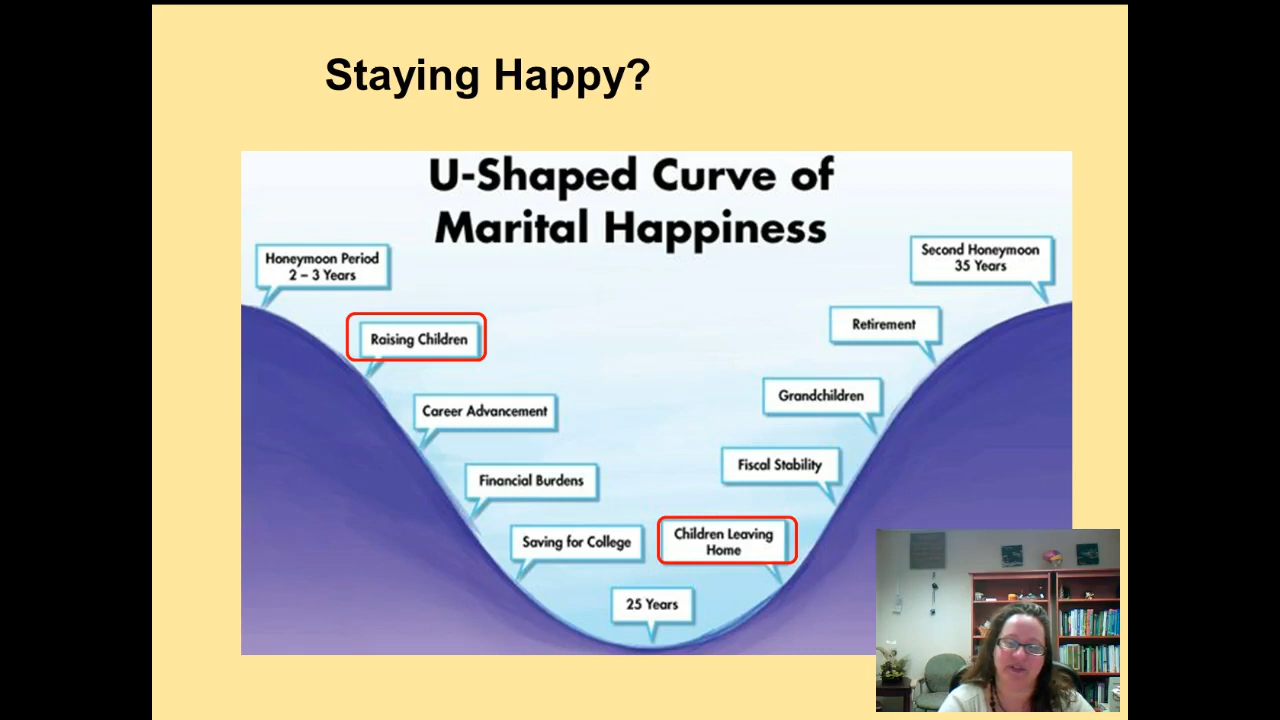 Staying Happy?
U-Shaped Curve of
Marital Happiness
Honeymoon Period
2 – 3 Years
Raising Children
Career Advancement
Financial Burdens
Saving for College
25 Years
Children Leaving
Home
Fiscal Stability
Grandchildren
Retirement
Second Honeymoon
35 Years